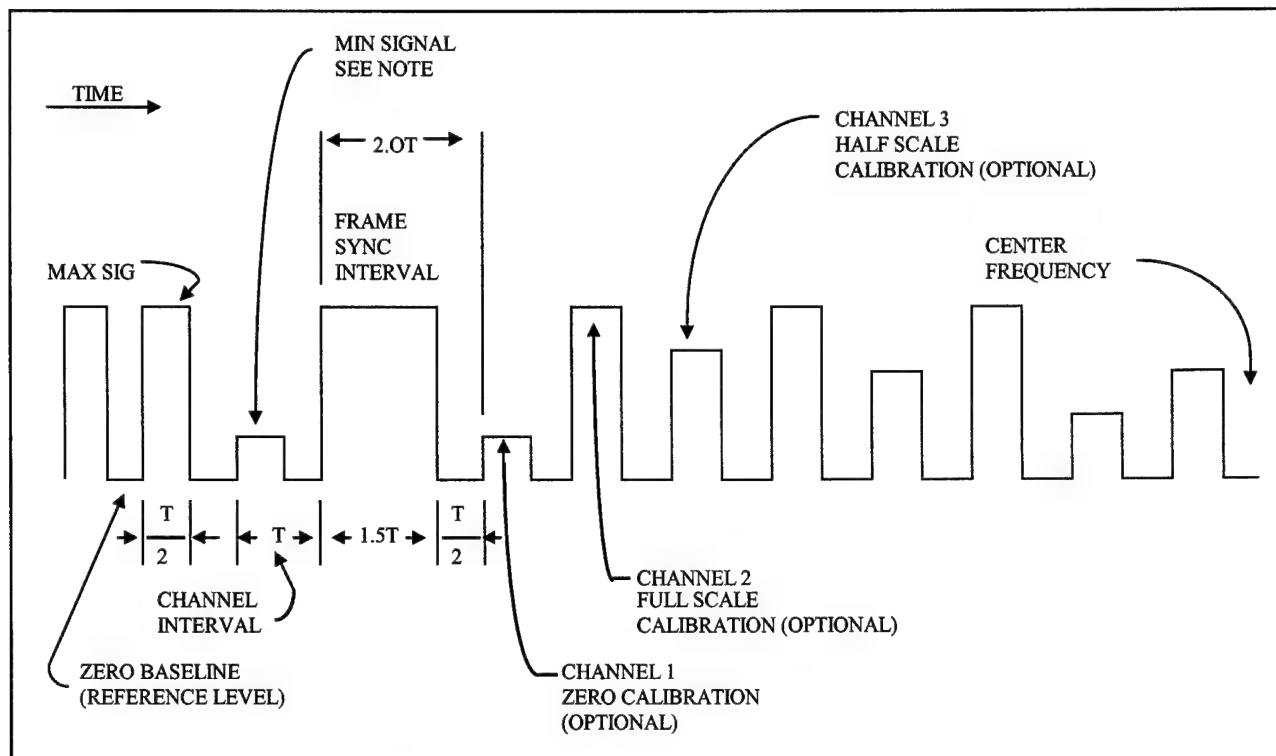 MIN SIGNAL
SEE NOTE
TIME
2.OT
CHANNEL 3
HALF SCALE
CALIBRATION (OPTIONAL)
FRAME
SYNC
INTERVAL
CENTER
FREQUENCY
MAX SIG
T
2
T
1.5T
T
2
CHANNEL
INTERVAL
CHANNEL 2
FULL SCALE
CALIBRATION (OPTIONAL)
ZERO BASELINE
(REFERENCE LEVEL)
CHANNEL 1
ZERO CALIBRATION
(OPTIONAL)